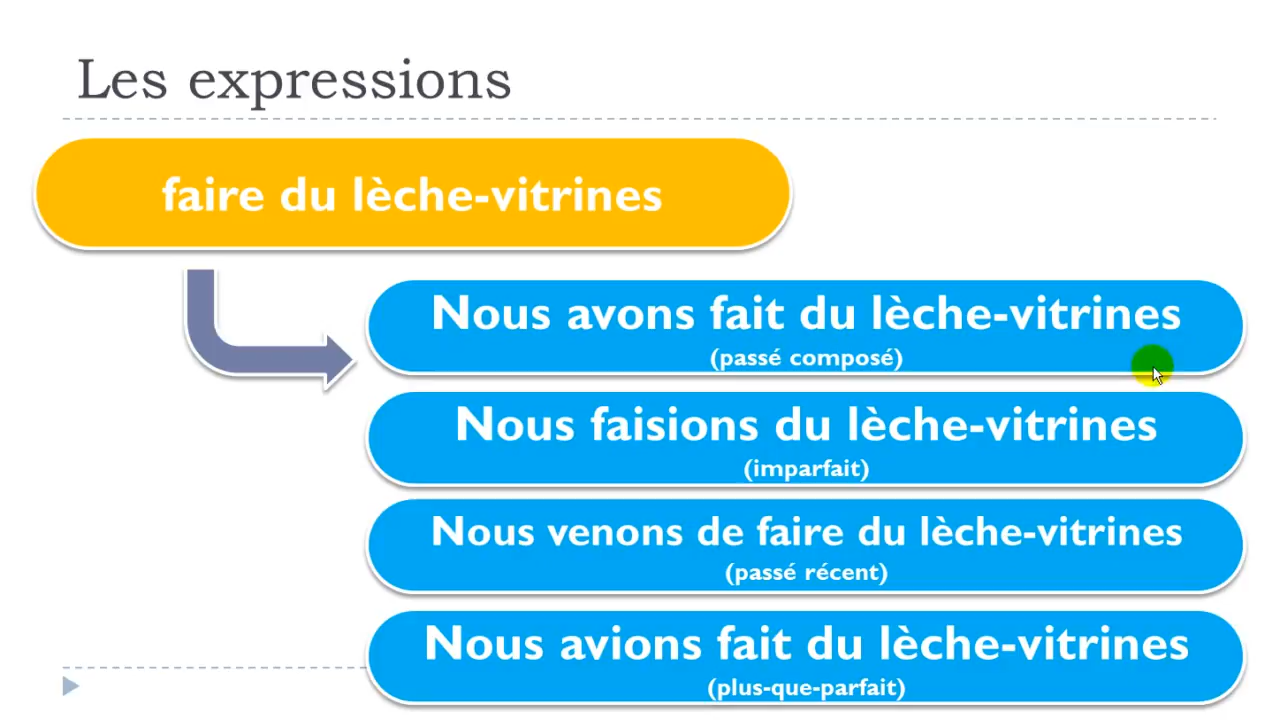 Les expressions
faire du lèche-vitrines
Nous avons fait du lèche-vitrines
(passé composé)
Nous faisions du lèche-vitrines
(imparfait)
Nous venons de faire du lèche-vitrines
(passé récent)
Nous avions fait du lèche-vitrines
(plus-que-parfait)